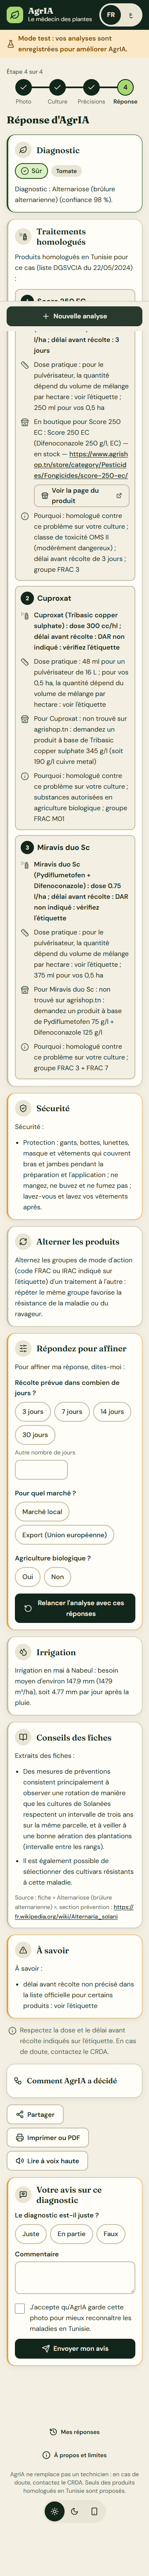 AgrIA
Le médecin des plantes
FR
ع
Mode test : vos analyses sont
enregistrées pour améliorer AgrIA.
Étape 4 sur 4
4
Photo
Culture
Précisions
Réponse
Réponse d'AgrIA
Diagnostic
Sûr
Tomate
Diagnostic : Alternariose (brûlure
alternarienne) (confiance 98 %).
Traitements
homologués
Produits homologués en Tunisie pour
ce cas (liste DGSVCIA du 22/05/2024)
:
Nouvelle analyse
l/ha ; délai avant récolte : 3
jours
Dose pratique : pour le
pulvérisateur, la quantité
dépend du volume de mélange
par hectare : voir l'étiquette ;
250 ml pour vos 0,5 ha
En boutique pour Score 250
EC : Score 250 EC
(Difenoconazole 250 g/l, EC) —
en stock — https://www.agrish
op.tn/store/category/Pesticid
es/Fongicides/score-250-ec/
Voir la page du
produit
Pourquoi : homologué contre
ce problème sur votre culture ;
classe de toxicité OMS II
(modérément dangereux) ;
délai avant récolte de 3 jours ;
groupe FRAC 3
2
Cuproxat
Cuproxat (Tribasic copper
sulphate) : dose 300 cc/hl ;
délai avant récolte : DAR non
indiqué : vérifiez l'étiquette
Dose pratique : 48 ml pour un
pulvérisateur de 16 L ; pour vos
0,5 ha, la quantité dépend du
volume de mélange par
hectare : voir l'étiquette
Pour Cuproxat : non trouvé sur
agrishop.tn : demandez un
produit à base de Tribasic
copper sulphate 345 g/l (soit
190 g/l cuivre metal)
Pourquoi : homologué contre
ce problème sur votre culture ;
substances autorisées en
agriculture biologique ; groupe
FRAC M01
3
Miravis duo Sc
Miravis duo Sc
(Pydiflumetofen +
Difenoconazole) : dose 0.75
l/ha ; délai avant récolte : DAR
non indiqué : vérifiez
l'étiquette
Dose pratique : pour le
pulvérisateur, la quantité
dépend du volume de mélange
par hectare : voir l'étiquette ;
375 ml pour vos 0,5 ha
Pour Miravis duo Sc : non
trouvé sur agrishop.tn :
demandez un produit à base
de Pydiflumetofen 75 g/l +
Difenoconazole 125 g/l
Pourquoi : homologué contre
ce problème sur votre culture ;
groupe FRAC 3 + FRAC 7
Sécurité
Sécurité :
Protection : gants, bottes, lunettes,
masque et vêtements qui couvrent
bras et jambes pendant la
préparation et l'application ; ne
mangez, ne buvez et ne fumez pas ;
lavez-vous et lavez vos vêtements
après.
Alterner les produits
Alternez les groupes de mode d'action
(code FRAC ou IRAC indiqué sur
l'étiquette) d'un traitement à l'autre :
répéter le même groupe favorise la
résistance de la maladie ou du
ravageur.
Répondez pour affiner
Pour affiner ma réponse, dites-moi :
Récolte prévue dans combien de
jours ?
3 jours
7 jours
14 jours
30 jours
Autre nombre de jours
Pour quel marché ?
Marché local
Export (Union européenne)
Agriculture biologique ?
Oui
Non
Relancer l'analyse avec ces
réponses
Irrigation
Irrigation en mai à Nabeul : besoin
moyen d'environ 147.9 mm (1479
m³/ha), soit 4.77 mm par jour après la
pluie.
Conseils des fiches
Extraits des fiches :
Des mesures de préventions
consistent principalement à
observer une rotation de manière
que les cultures de Solanées
respectent un intervalle de trois ans
sur la même parcelle, et à veiller à
une bonne aération des plantations
(intervalle entre les rangs).
Il est également possible de
sélectionner des cultivars résistants
à cette maladie.
Source : fiche « Alternariose (brûlure
alternarienne) », section prévention : https://
fr.wikipedia.org/wiki/Alternaria_solani
À savoir
À savoir :
délai avant récolte non précisé dans
la liste officielle pour certains
produits : voir l'étiquette
Respectez la dose et le délai avant
récolte indiqués sur l'étiquette. En cas
de doute, contactez le CRDA.
Comment AgrIA a décidé
Partager
Imprimer ou PDF
Lire à voix haute
Votre avis sur ce
diagnostic
Le diagnostic est-il juste ?
Juste
En partie
Faux
Commentaire
J'accepte qu'AgrIA garde cette
photo pour mieux reconnaître les
maladies en Tunisie.
Envoyer mon avis
Mes réponses
À propos et limites
AgrIA ne remplace pas un technicien : en cas de
doute, contactez le CRDA. Seuls des produits
homologués en Tunisie sont proposés.